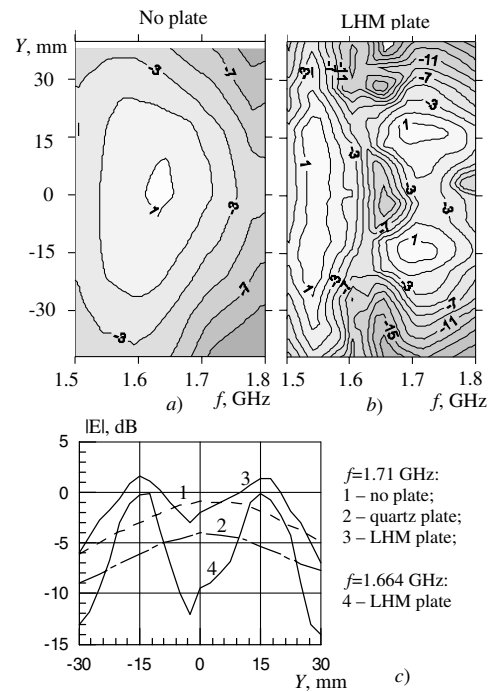 No plate
LHM plate
Y, mm
30
15
0
-15
-30
-3
-7
1
-3
-3
-7
1.5 1.6 1.7 1.8
f, GHz
a)
-3
-11
-7
-3
1
-3
-3
1
-3
-7
1
-3
1
-7
-3
-7
-11
-15
1.5 1.6 1.7 1.8
f, GHz
b)
|E|, dB
5
0
-5
-10
-15
1
2
3
4
-30 -15 0 15 30
Y, mm
c)
f=1.71 GHz:
1 – no plate;
2 – quartz plate;
3 – LHM plate;
f=1.664 GHz:
4 – LHM plate